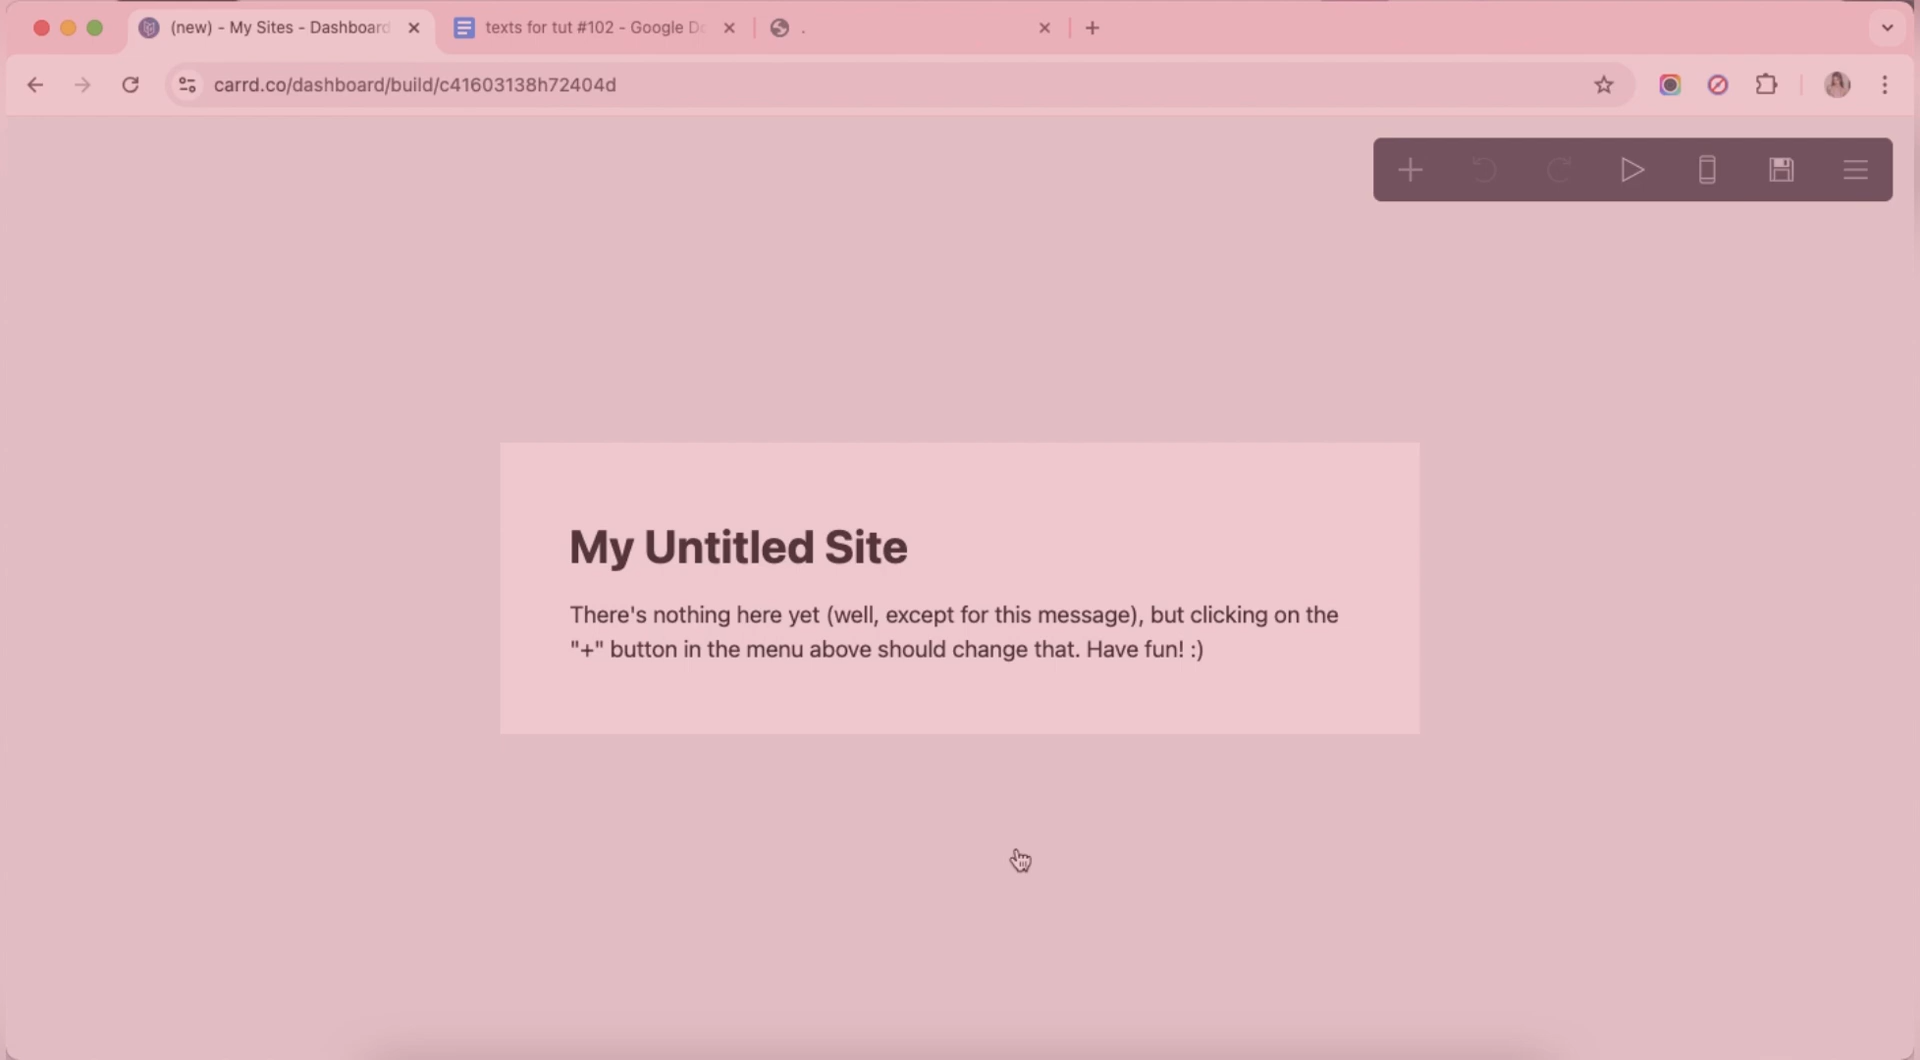 (new) - My Sites - Dashboard
texts for tut #102 - Google Do
.
carrd.co/dashboard/build/c41603138h72404d
My Untitled Site
There's nothing here yet (well, except for this message), but clicking on the
"+" button in the menu above should change that. Have fun! :)